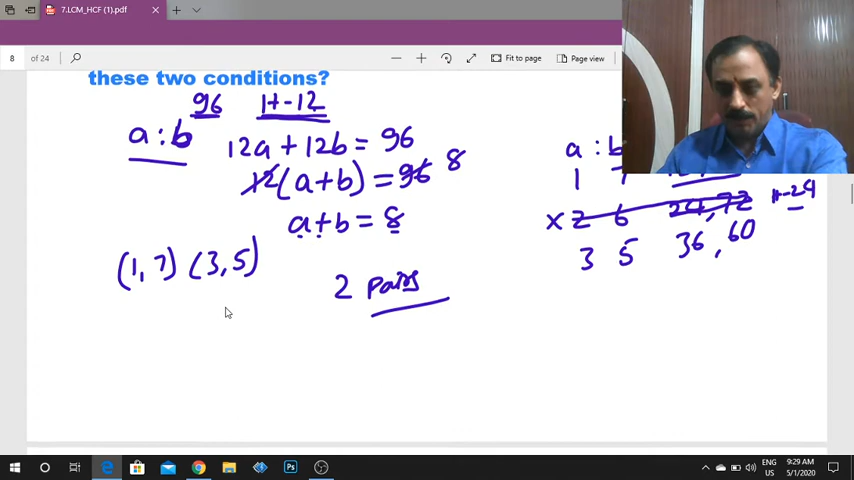 7.LCM_HCF (1).pdf
8 of 24
Fit to page
Page view
these two conditions?
96 H-12
a : b 12a + 12b = 96
12(a+b) = 96 8
a+b = 8
(1,7) (3,5)
2 Pairs
a : b
1 7
x 2 6 24,72 H-24
3 5 36,60
ENG 9:29 AM
US 5/1/2020